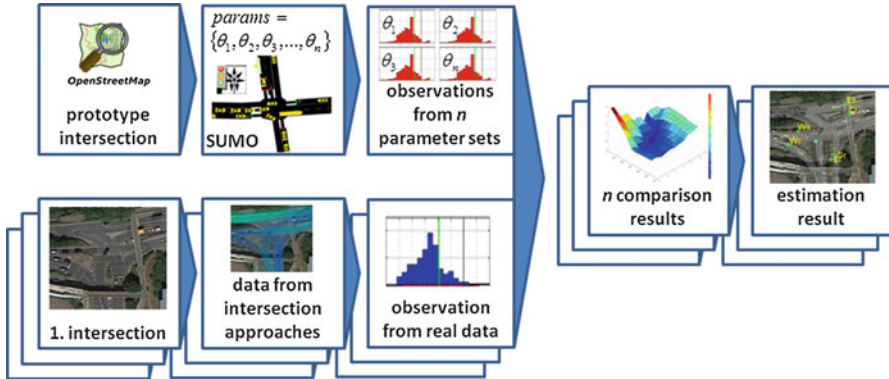 OpenStreetMap
prototype
intersection
params =
{θ1, θ2, θ3,..., θn}
SUMO
θ1
θ2
θ3
θn
observations
from n
parameter sets
1. intersection
data from
intersection
approaches
observation
from real data
n comparison
results
estimation
result